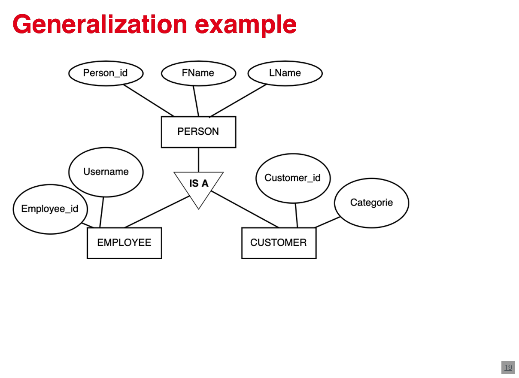 Generalization example
Person_id
FName
LName
PERSON
Username
IS A
Customer_id
Employee_id
Categorie
EMPLOYEE
CUSTOMER